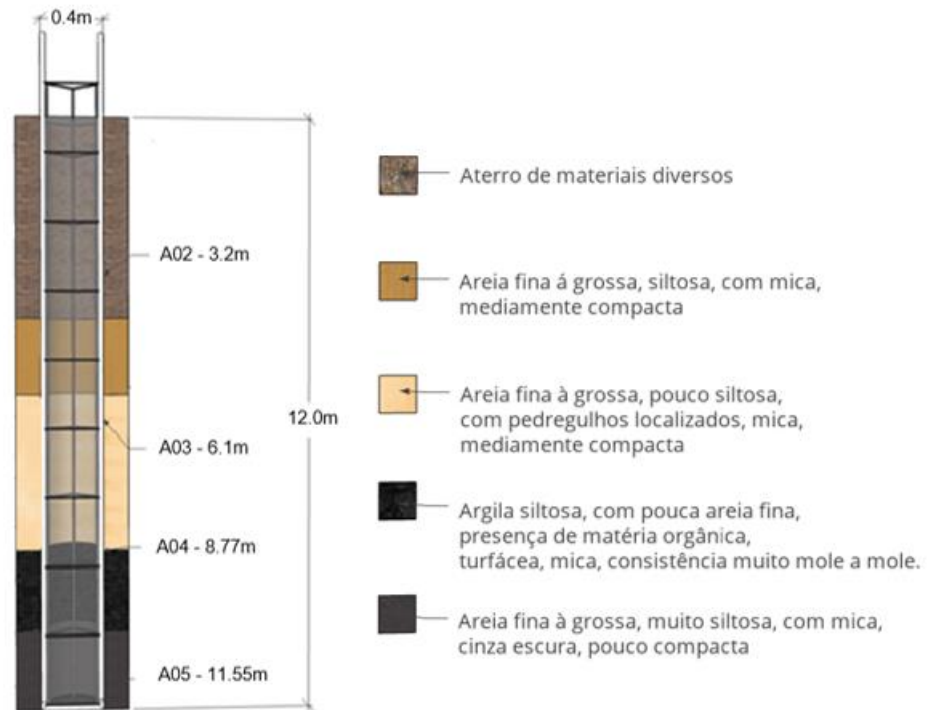 0.4m
A02 - 3.2m
A03 - 6.1m
A04 - 8.77m
A05 - 11.55m
12.0m
Aterro de materiais diversos
Areia fina á grossa, siltosa, com mica,
mediamente compacta
Areia fina à grossa, pouco siltosa,
com pedregulhos localizados, mica,
mediamente compacta
Argila siltosa, com pouca areia fina,
presença de matéria orgânica,
turfácea, mica, consistência muito mole a mole.
Areia fina à grossa, muito siltosa, com mica,
cinza escura, pouco compacta